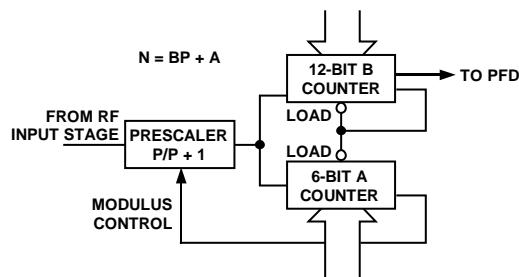 N = BP + A
12-BIT B
COUNTER
TO PFD
FROM RF
INPUT STAGE
PRESCALER
P/P + 1
LOAD
LOAD
6-BIT A
COUNTER
MODULUS
CONTROL